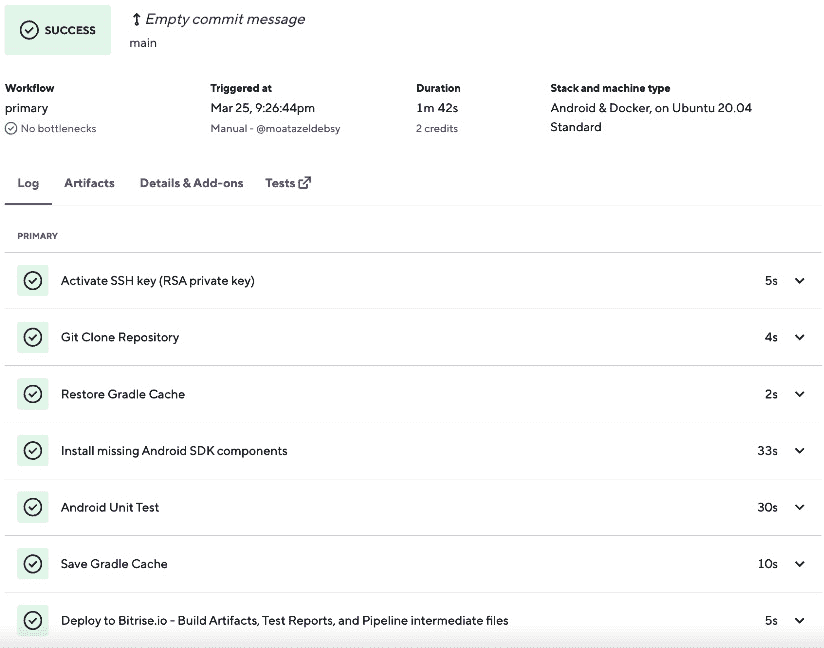 SUCCESS
Empty commit message
main
Workflow Triggered at Duration Stack and machine type
primary Mar 25, 9:26:44pm 1m 42s Android & Docker, on Ubuntu 20.04
No bottlenecks Manual - @moatazeldebsy 2 credits Standard
Log Artifacts Details & Add-ons Tests
PRIMARY
Activate SSH key (RSA private key) 5s
Git Clone Repository 4s
Restore Gradle Cache 2s
Install missing Android SDK components 33s
Android Unit Test 30s
Save Gradle Cache 10s
Deploy to Bitrise.io - Build Artifacts, Test Reports, and Pipeline intermediate files 5s